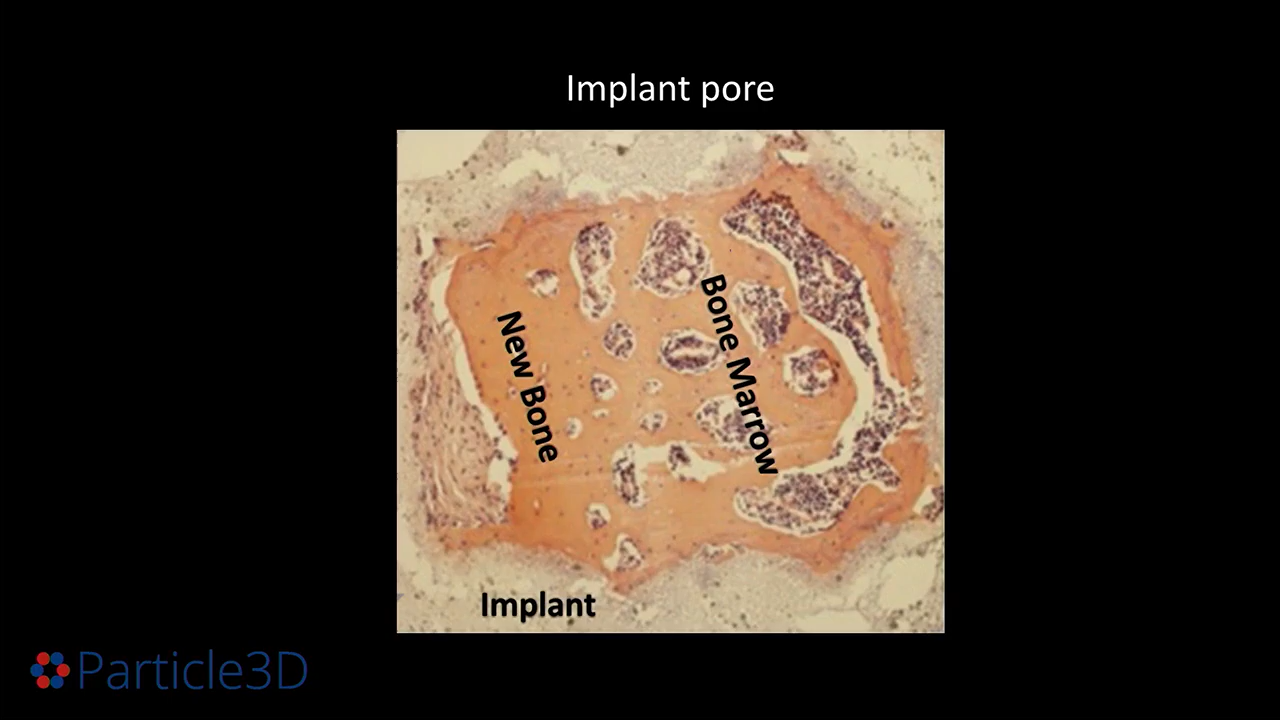 Implant pore
New Bone
Bone Marrow
Implant
Particle3D